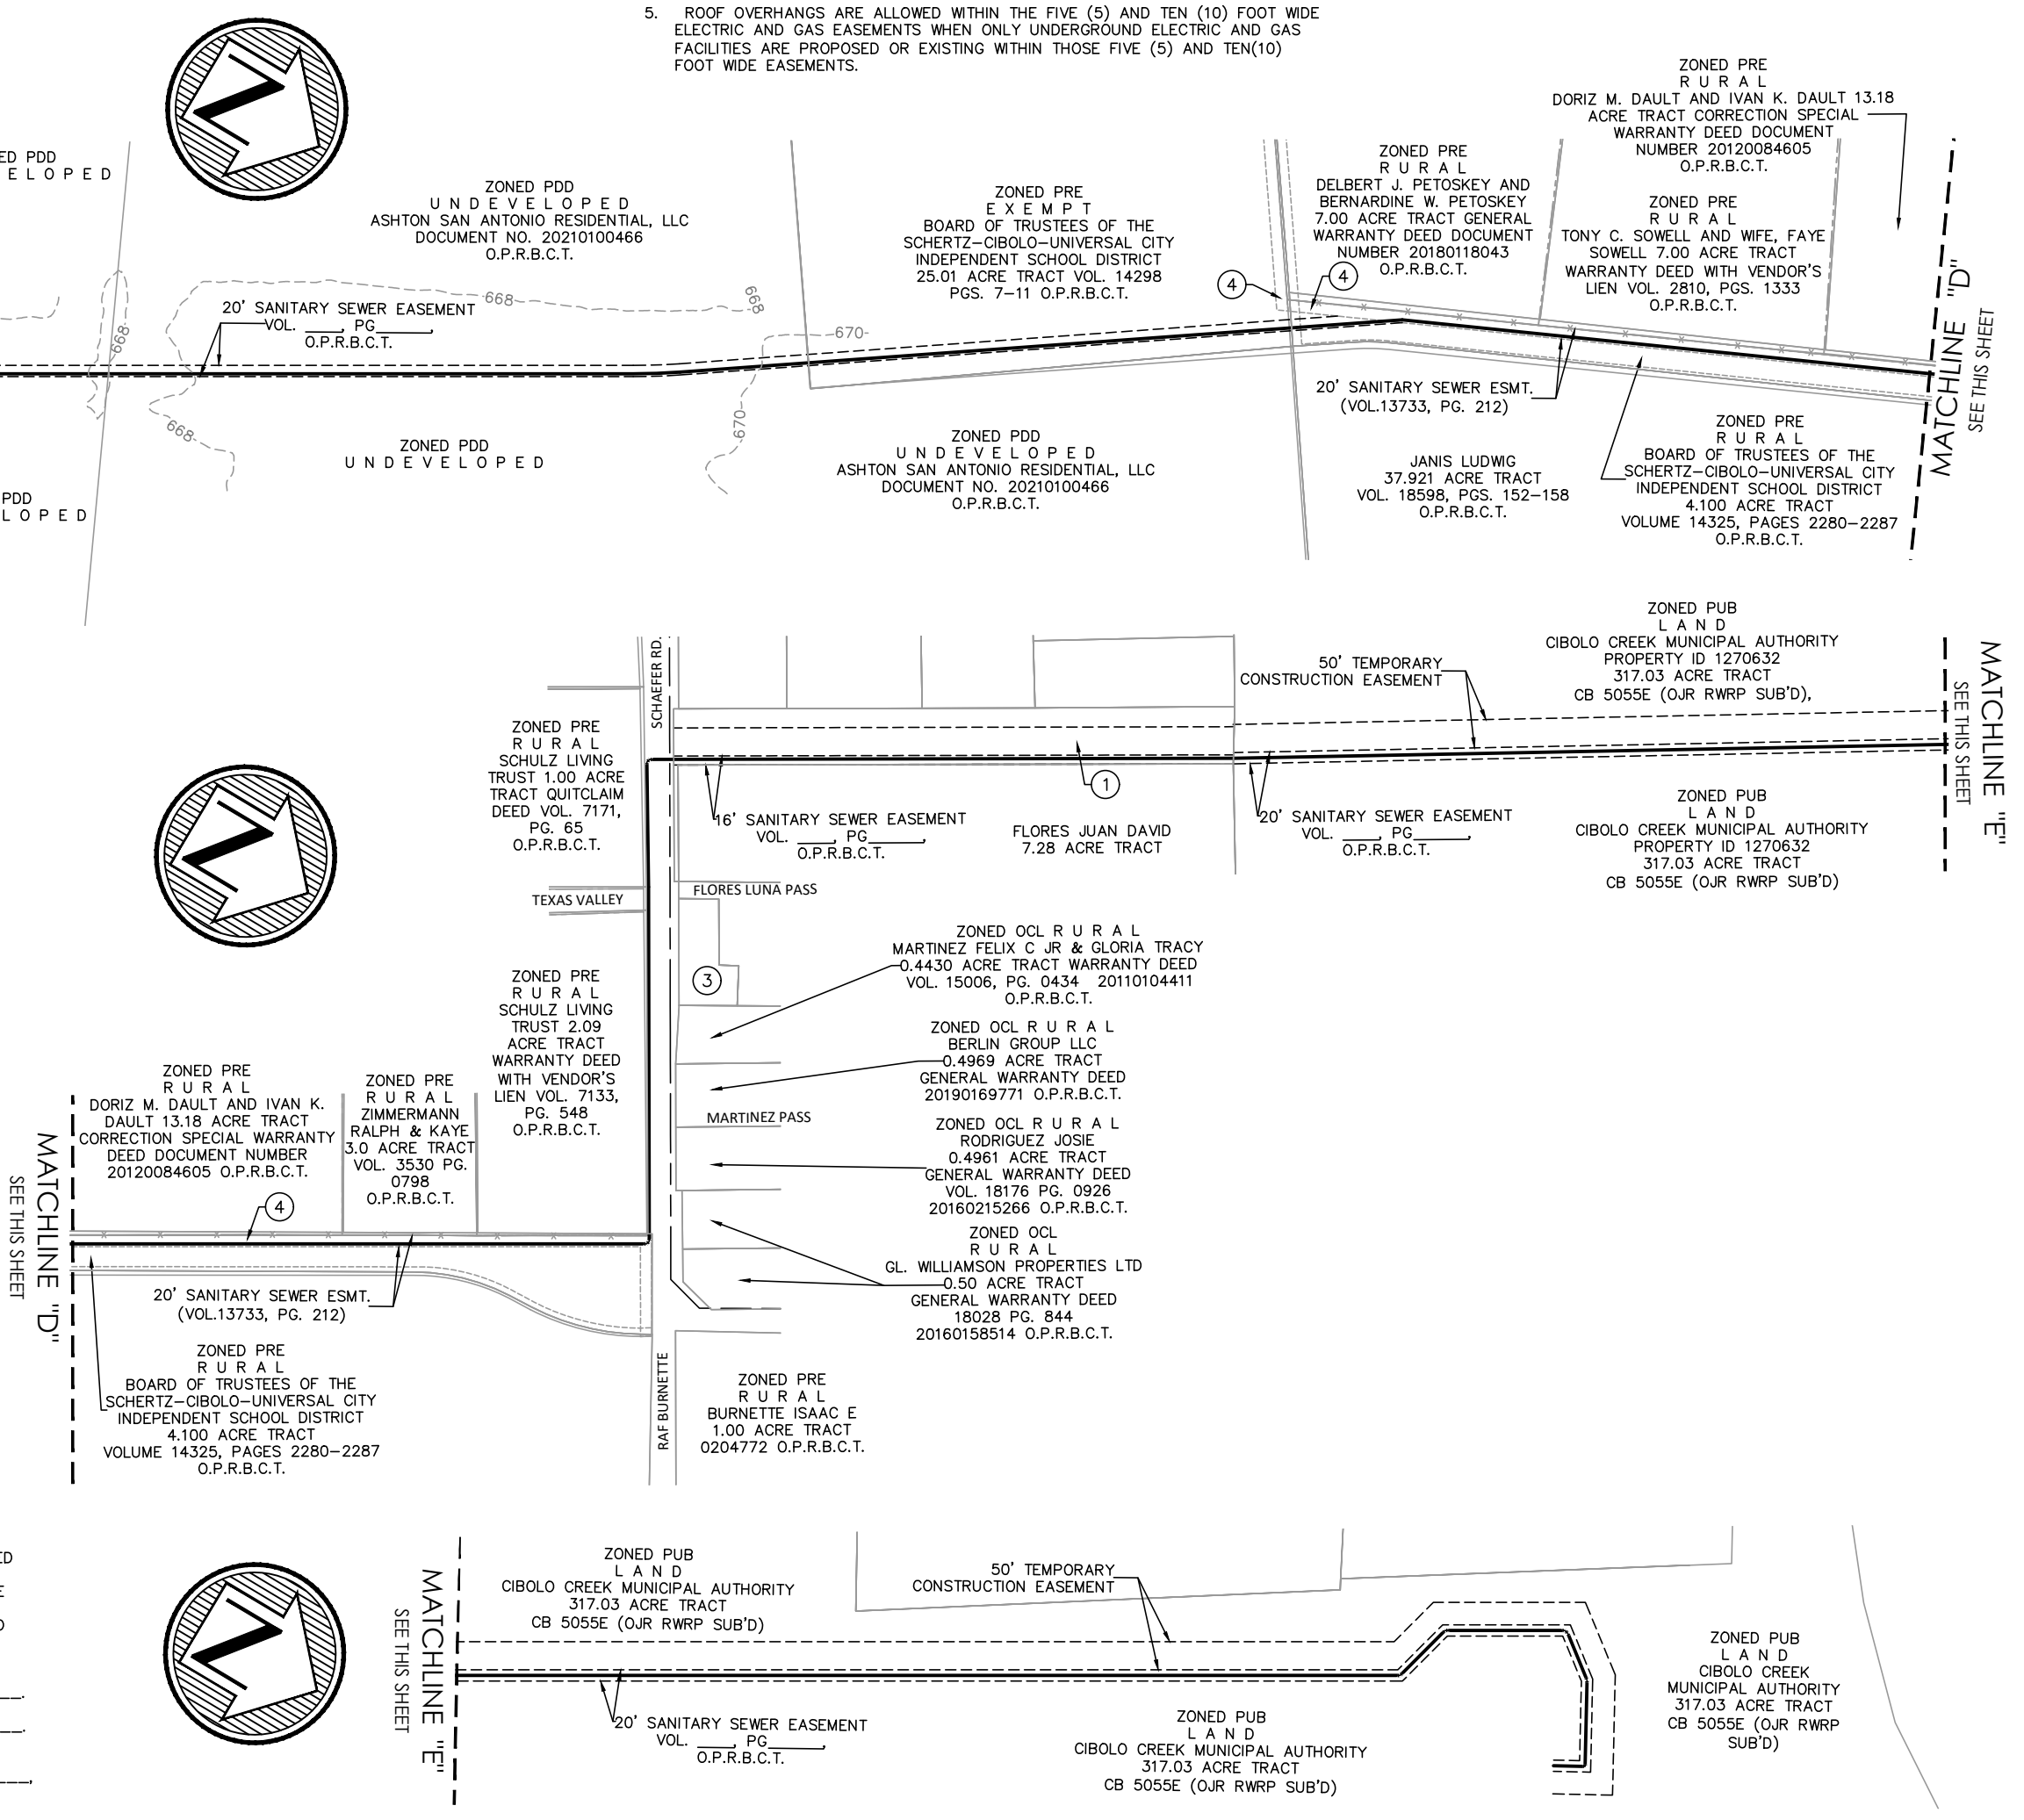 5. ROOF OVERHANGS ARE ALLOWED WITHIN THE FIVE (5) AND TEN (10) FOOT WIDE
ELECTRIC AND GAS EASEMENTS WHEN ONLY UNDERGROUND ELECTRIC AND GAS
FACILITIES ARE PROPOSED OR EXISTING WITHIN THOSE FIVE (5) AND TEN(10)
FOOT WIDE EASEMENTS.
ED PDD
E L O P E D
N
ZONED PDD
U N D E V E L O P E D
ASHTON SAN ANTONIO RESIDENTIAL, LLC
DOCUMENT NO. 20210100466
O.P.R.B.C.T.
ZONED PRE
E X E M P T
BOARD OF TRUSTEES OF THE
SCHERTZ-CIBOLO-UNIVERSAL CITY
INDEPENDENT SCHOOL DISTRICT
25.01 ACRE TRACT VOL. 14298
PGS. 7-11 O.P.R.B.C.T.
ZONED PRE
R U R A L
DELBERT J. PETOSKEY AND
BERNARDINE W. PETOSKEY
7.00 ACRE TRACT GENERAL
WARRANTY DEED DOCUMENT
NUMBER 20180118043
O.P.R.B.C.T.
ZONED PRE
R U R A L
DORIZ M. DAULT AND IVAN K. DAULT 13.18
ACRE TRACT CORRECTION SPECIAL
WARRANTY DEED DOCUMENT
NUMBER 20120084605
O.P.R.B.C.T.
ZONED PRE
R U R A L
TONY C. SOWELL AND WIFE, FAYE
SOWELL 7.00 ACRE TRACT
WARRANTY DEED WITH VENDOR'S
LIEN VOL. 2810, PGS. 1333
O.P.R.B.C.T.
4
4
20' SANITARY SEWER EASEMENT
VOL. ____, PG______,
O.P.R.B.C.T.
668
668
668
668
670
670
MATCHLINE "D"
SEE THIS SHEET
PDD
L O P E D
ZONED PDD
U N D E V E L O P E D
ZONED PDD
U N D E V E L O P E D
ASHTON SAN ANTONIO RESIDENTIAL, LLC
DOCUMENT NO. 20210100466
O.P.R.B.C.T.
20' SANITARY SEWER ESMT.
(VOL.13733, PG. 212)
JANIS LUDWIG
37.921 ACRE TRACT
VOL. 18598, PGS. 152-158
O.P.R.B.C.T.
ZONED PRE
R U R A L
BOARD OF TRUSTEES OF THE
SCHERTZ-CIBOLO-UNIVERSAL CITY
INDEPENDENT SCHOOL DISTRICT
4.100 ACRE TRACT
VOLUME 14325, PAGES 2280-2287
O.P.R.B.C.T.
N
ZONED PRE
R U R A L
SCHULZ LIVING
TRUST 1.00 ACRE
TRACT QUITCLAIM
DEED VOL. 7171,
PG. 65
O.P.R.B.C.T.
SCHAEFER RD.
50' TEMPORARY
CONSTRUCTION EASEMENT
ZONED PUB
L A N D
CIBOLO CREEK MUNICIPAL AUTHORITY
PROPERTY ID 1270632
317.03 ACRE TRACT
CB 5055E (OJR RWRP SUB'D),
MATCHLINE "E"
SEE THIS SHEET
1
16' SANITARY SEWER EASEMENT
VOL. ____, PG______,
O.P.R.B.C.T.
FLORES JUAN DAVID
7.28 ACRE TRACT
20' SANITARY SEWER EASEMENT
VOL. ____, PG______,
O.P.R.B.C.T.
ZONED PUB
L A N D
CIBOLO CREEK MUNICIPAL AUTHORITY
PROPERTY ID 1270632
317.03 ACRE TRACT
CB 5055E (OJR RWRP SUB'D)
TEXAS VALLEY
FLORES LUNA PASS
3
ZONED OCL R U R A L
MARTINEZ FELIX C JR & GLORIA TRACY
0.4430 ACRE TRACT WARRANTY DEED
VOL. 15006, PG. 0434 20110104411
O.P.R.B.C.T.
ZONED PRE
R U R A L
SCHULZ LIVING
TRUST 2.09
ACRE TRACT
WARRANTY DEED
WITH VENDOR'S
LIEN VOL. 7133,
PG. 548
O.P.R.B.C.T.
ZONED OCL R U R A L
BERLIN GROUP LLC
0.4969 ACRE TRACT
GENERAL WARRANTY DEED
20190169771 O.P.R.B.C.T.
MARTINEZ PASS
ZONED OCL R U R A L
RODRIGUEZ JOSIE
0.4961 ACRE TRACT
GENERAL WARRANTY DEED
VOL. 18176 PG. 0926
20160215266 O.P.R.B.C.T.
ZONED OCL
R U R A L
GL. WILLIAMSON PROPERTIES LTD
0.50 ACRE TRACT
GENERAL WARRANTY DEED
18028 PG. 844
20160158514 O.P.R.B.C.T.
MATCHLINE "D"
SEE THIS SHEET
ZONED PRE
R U R A L
DORIZ M. DAULT AND IVAN K.
DAULT 13.18 ACRE TRACT
CORRECTION SPECIAL WARRANTY
DEED DOCUMENT NUMBER
20120084605 O.P.R.B.C.T.
ZONED PRE
R U R A L
ZIMMERMANN
RALPH & KAYE
3.0 ACRE TRACT
VOL. 3530 PG.
0798
O.P.R.B.C.T.
4
20' SANITARY SEWER ESMT.
(VOL.13733, PG. 212)
ZONED PRE
R U R A L
BOARD OF TRUSTEES OF THE
SCHERTZ-CIBOLO-UNIVERSAL CITY
INDEPENDENT SCHOOL DISTRICT
4.100 ACRE TRACT
VOLUME 14325, PAGES 2280-2287
O.P.R.B.C.T.
RAF BURNETTE
ZONED PRE
R U R A L
BURNETTE ISAAC E
1.00 ACRE TRACT
0204772 O.P.R.B.C.T.
N
MATCHLINE "E"
SEE THIS SHEET
ZONED PUB
L A N D
CIBOLO CREEK MUNICIPAL AUTHORITY
317.03 ACRE TRACT
CB 5055E (OJR RWRP SUB'D)
50' TEMPORARY
CONSTRUCTION EASEMENT
20' SANITARY SEWER EASEMENT
VOL. ____, PG______,
O.P.R.B.C.T.
ZONED PUB
L A N D
CIBOLO CREEK MUNICIPAL AUTHORITY
317.03 ACRE TRACT
CB 5055E (OJR RWRP SUB'D)
ZONED PUB
L A N D
CIBOLO CREEK
MUNICIPAL AUTHORITY
317.03 ACRE TRACT
CB 5055E (OJR RWRP
SUB'D)